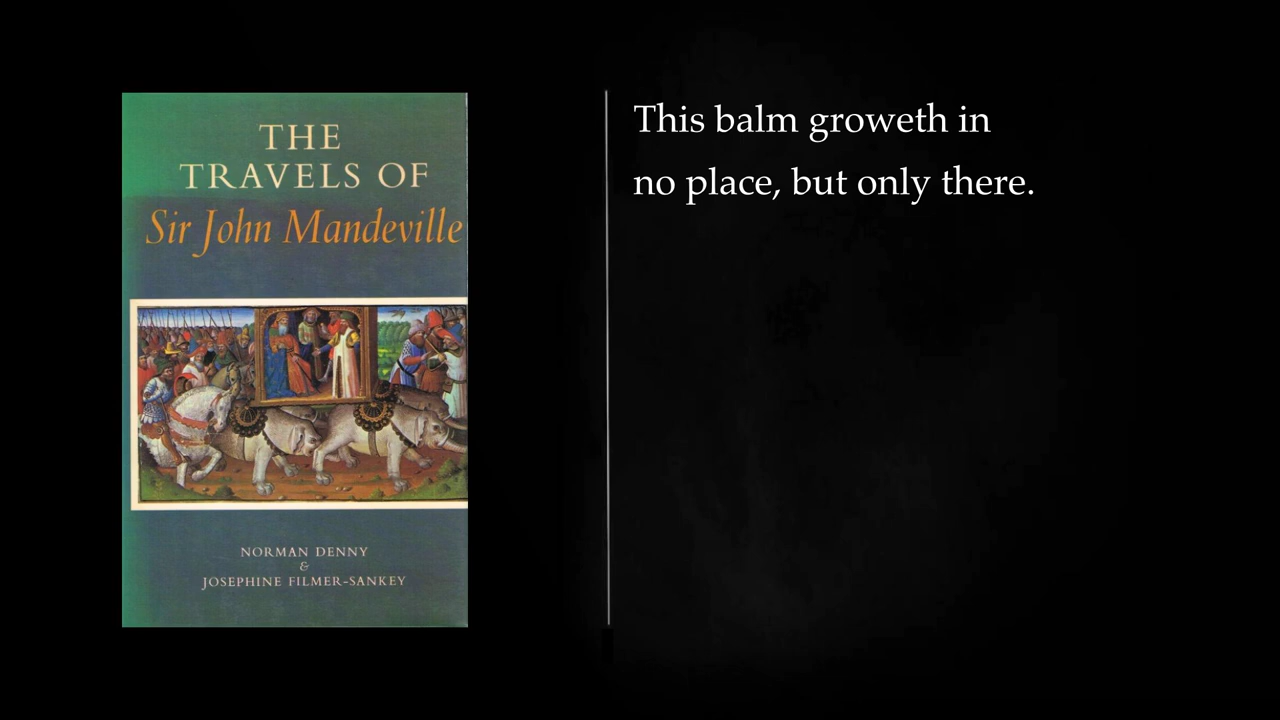 THE
TRAVELS OF
Sir John Mandeville
NORMAN DENNY
&
JOSEPHINE FILMER-SANKEY
This balm groweth in
no place, but only there.